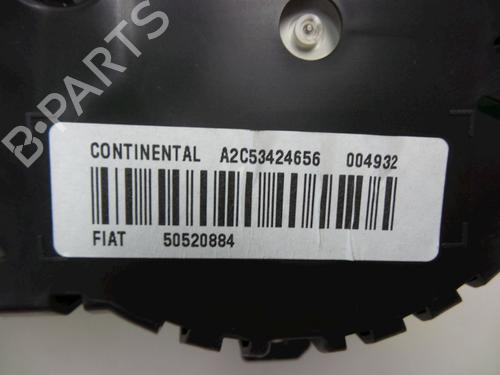 B-PARTS
CONTINENTAL A2C53424656 004932
FIAT 50520884